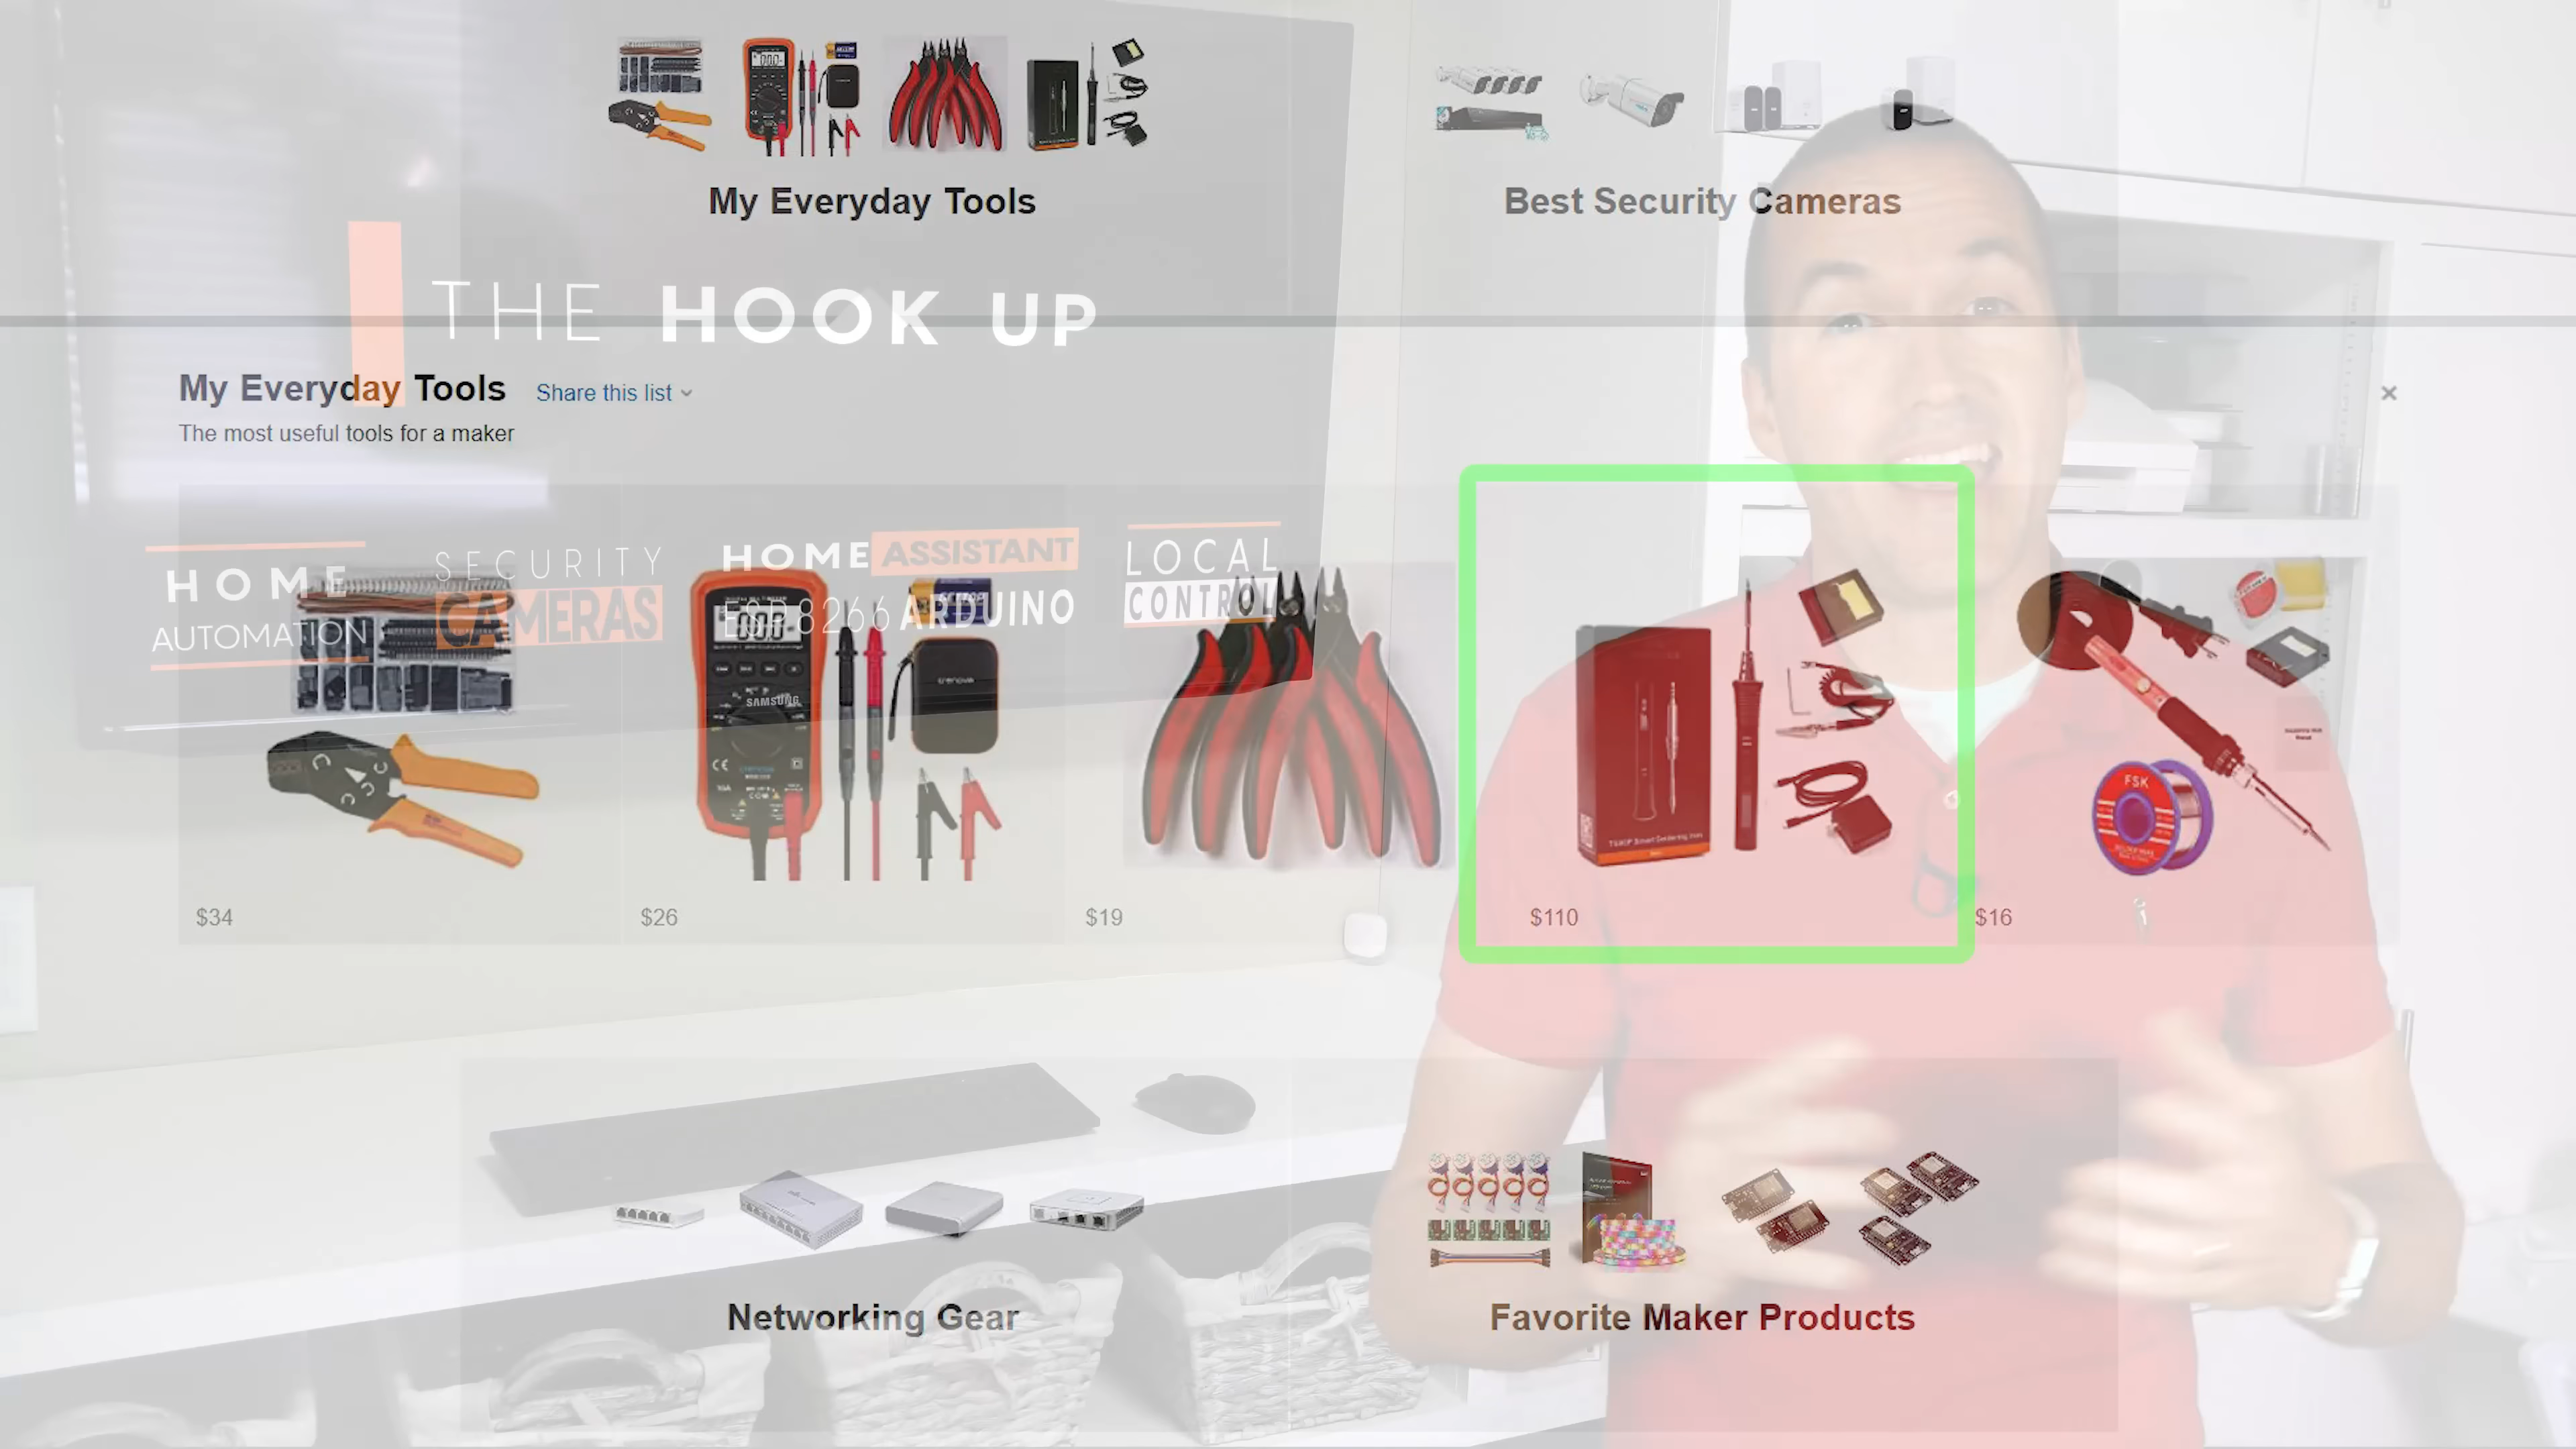 My Everyday Tools
Best Security Cameras
THE HOOK UP
My Everyday Tools
Share this list
The most useful tools for a maker
HOME
AUTOMATION
SECURITY
CAMERAS
HOME ASSISTANT
ESP8266 ARDUINO
LOCAL
CONTROL
SAMSUNG
FSK
$34
$26
$19
$110
$16
Networking Gear
Favorite Maker Products